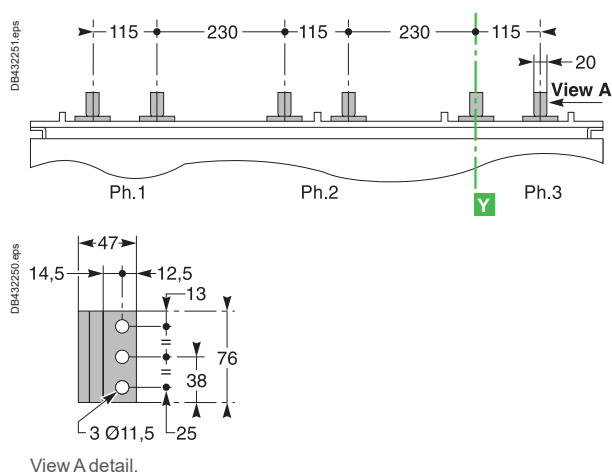 DB432251.eps
115 230 115 230 115
20
View A
Ph.1 Ph.2 Ph.3
Y
DB432250.eps
47
14,5 12,5
13
=
76
=
38
3 Ø11,5 25
View A detail.